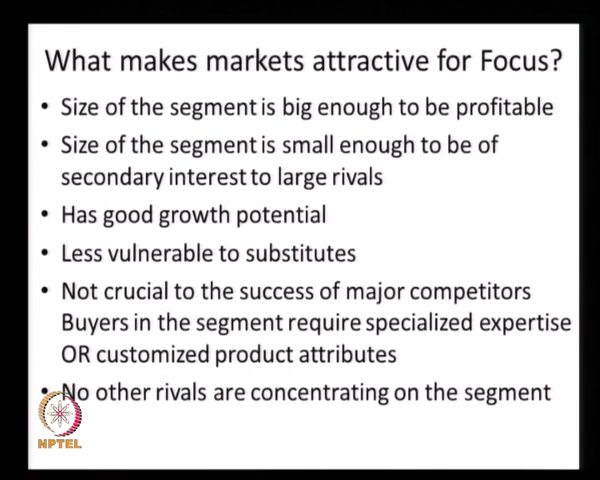 What makes markets attractive for Focus?
• Size of the segment is big enough to be profitable
• Size of the segment is small enough to be of
secondary interest to large rivals
• Has good growth potential
• Less vulnerable to substitutes
• Not crucial to the success of major competitors
Buyers in the segment require specialized expertise
OR customized product attributes
• No other rivals are concentrating on the segment
NPTEL